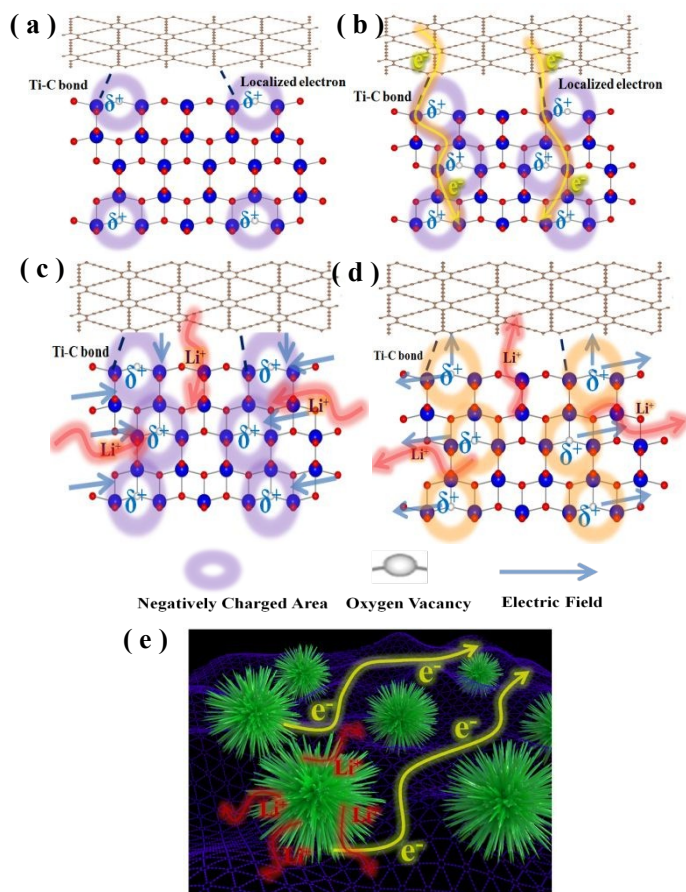 ( a )
Ti-C bond
Localized electron
δ+
δ+
δ+
δ+
( b )
e-
e-
Ti-C bond
Localized electron
δ+
δ+
δ+
δ+
e-
e-
δ+
δ+
( c )
Ti-C bond
Li+
δ+
δ+
Li+
δ+
δ+
Li+
δ+
δ+
( d )
Ti-C bond
Li+
δ+
δ+
Li+
δ+
δ+
Li+
δ+
δ+
Negatively Charged Area
Oxygen Vacancy
Electric Field
( e )
e-
e-
e-
e-
Li+
Li+
Li+
Li+